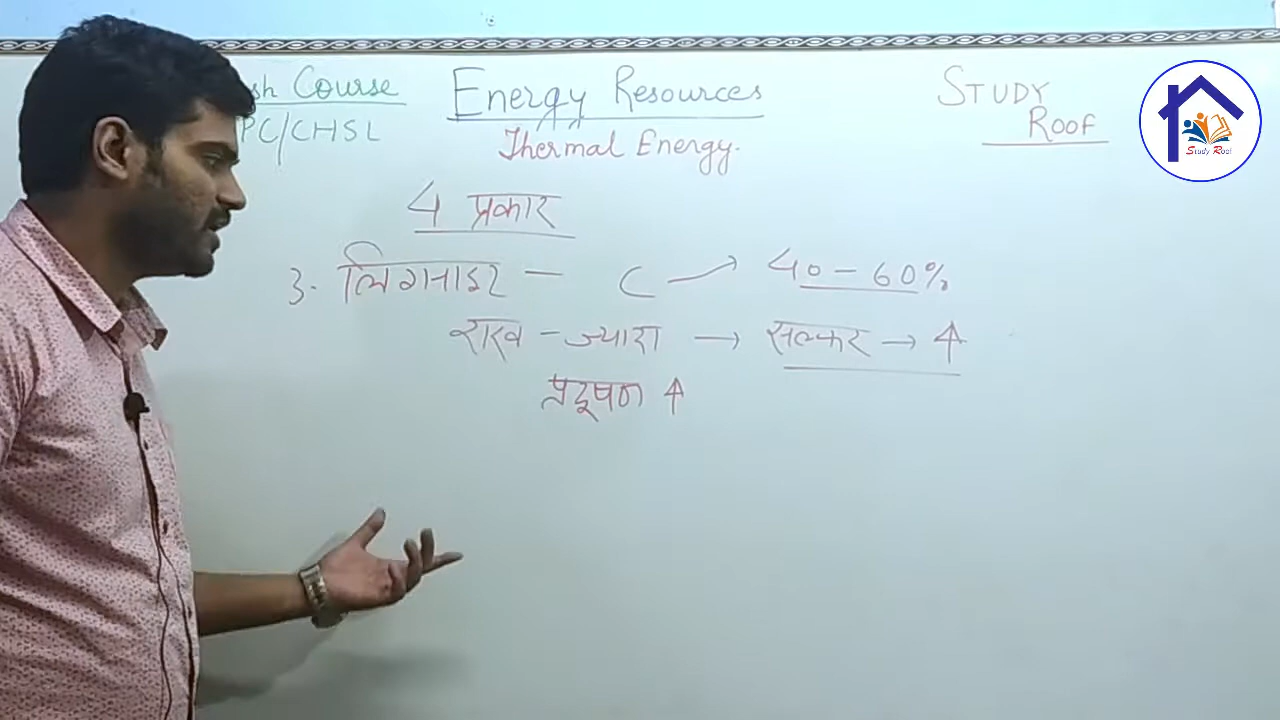 sh Course
PC/CHSL
Energy Resources
Thermal Energy.
STUDY
ROOF
Study Roof
4 प्रकार
3. लिगनाइट — C → 40 - 60%
राख - ज्यादा → सल्फर → ↑
प्रदूषण ↑